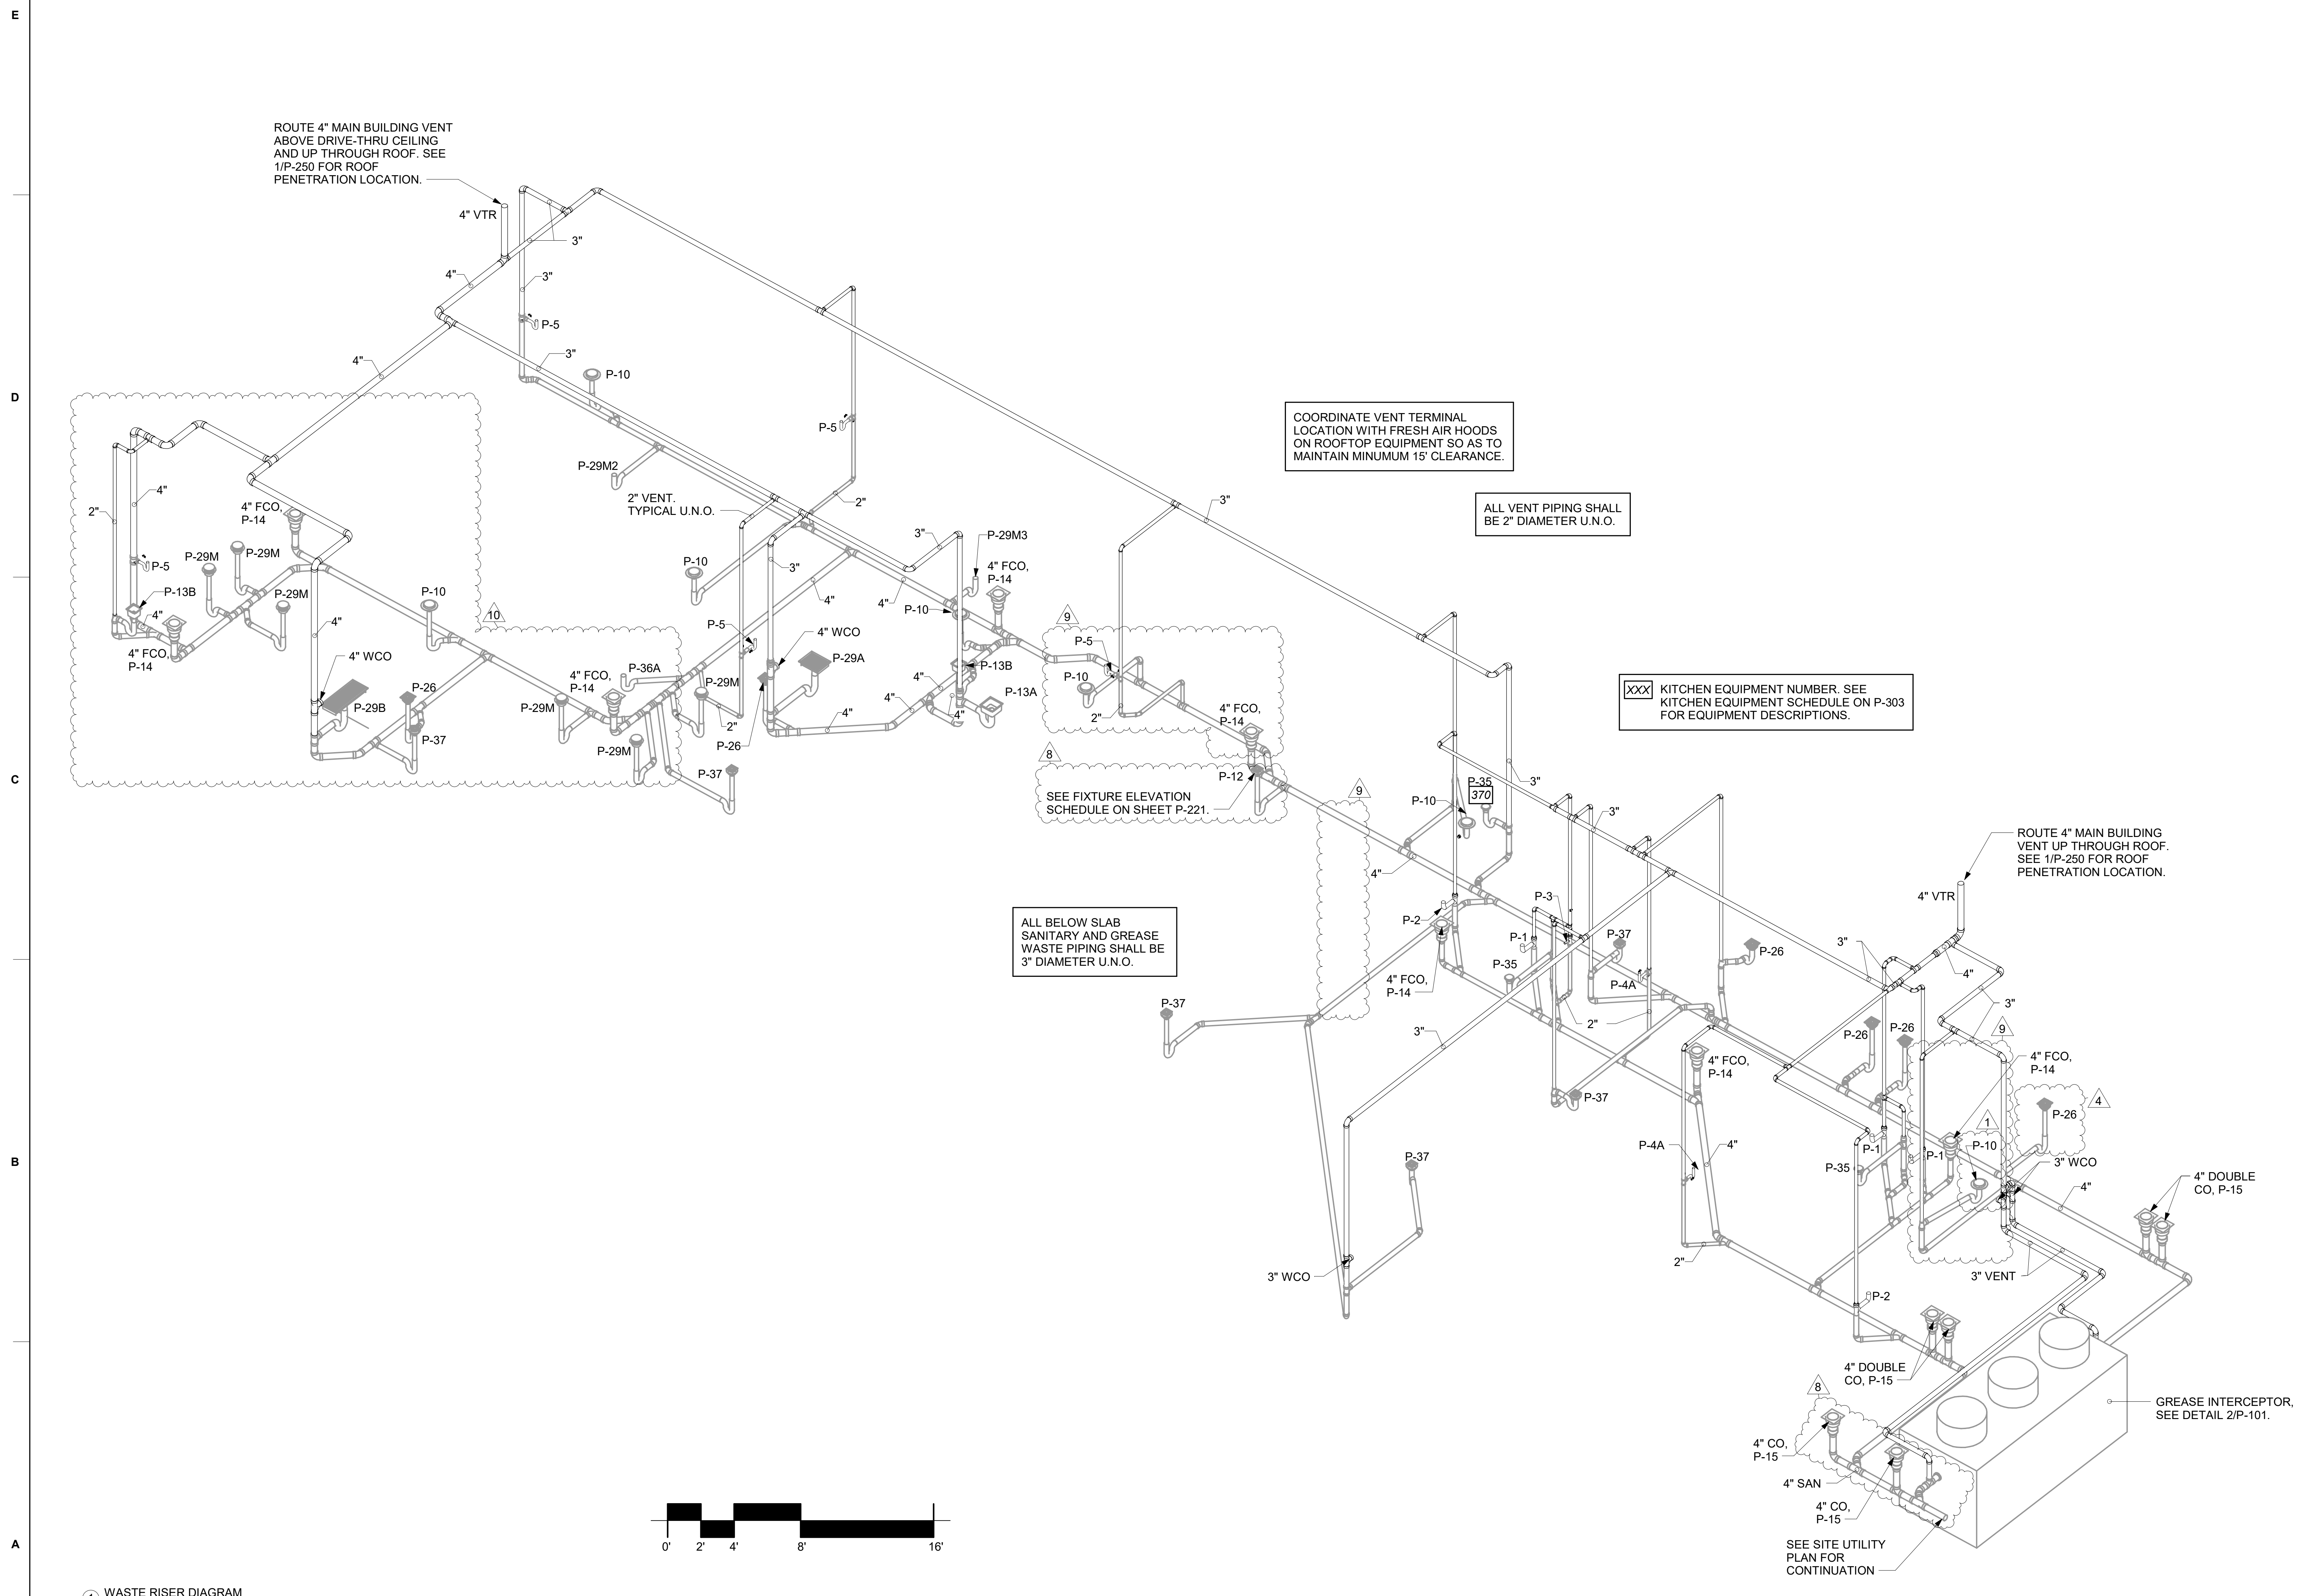 E
D
C
B
A
ROUTE 4" MAIN BUILDING VENT
ABOVE DRIVE-THRU CEILING
AND UP THROUGH ROOF. SEE
1/P-250 FOR ROOF
PENETRATION LOCATION.
4" VTR
3"
4"
3"
P-5
4"
3"
P-10
P-5
P-29M2
2" VENT.
TYPICAL U.N.O.
2"
COORDINATE VENT TERMINAL
LOCATION WITH FRESH AIR HOODS
ON ROOFTOP EQUIPMENT SO AS TO
MAINTAIN MINUMUM 15' CLEARANCE.
ALL VENT PIPING SHALL
BE 2" DIAMETER U.N.O.
3"
4"
2"
4" FCO,
P-14
P-29M
P-29M
P-5
P-13B
P-29M
4"
4" FCO,
P-14
4"
P-10
10
4" WCO
P-26
P-29B
P-37
4" FCO,
P-14
P-36A
P-29M
P-29M
P-29M
P-37
P-10
3"
4"
P-5
4" WCO
P-29A
2"
P-26
4"
3"
P-29M3
4" FCO,
P-14
4"
P-10
P-13B
P-13A
4"
4"
4"
9
P-5
P-10
2"
4" FCO,
P-14
8
P-12
SEE FIXTURE ELEVATION
SCHEDULE ON SHEET P-221.
XXX KITCHEN EQUIPMENT NUMBER. SEE
KITCHEN EQUIPMENT SCHEDULE ON P-303
FOR EQUIPMENT DESCRIPTIONS.
9
P-35
370
P-10
3"
3"
4"
ROUTE 4" MAIN BUILDING
VENT UP THROUGH ROOF.
SEE 1/P-250 FOR ROOF
PENETRATION LOCATION.
4" VTR
ALL BELOW SLAB
SANITARY AND GREASE
WASTE PIPING SHALL BE
3" DIAMETER U.N.O.
P-2
P-3
P-1
P-37
P-35
P-4A
P-26
4" FCO,
P-14
3"
4"
3"
P-37
2"
3"
P-26
P-26
9
4" FCO,
P-14
4" FCO,
P-14
P-37
4
P-26
1
P-10
P-4A
4"
P-1
P-1
P-35
3" WCO
P-37
4"
4" DOUBLE
CO, P-15
3" WCO
2"
3" VENT
P-2
4" DOUBLE
CO, P-15
8
GREASE INTERCEPTOR,
SEE DETAIL 2/P-101.
4" CO,
P-15
4" SAN
4" CO,
P-15
SEE SITE UTILITY
PLAN FOR
CONTINUATION
0' 2' 4' 8' 16'
WASTE RISER DIAGRAM